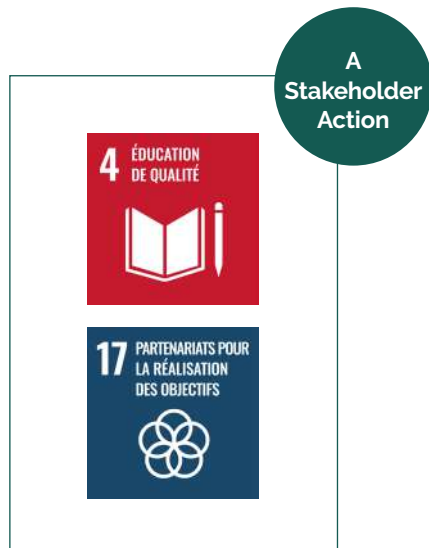 A
Stakeholder
Action
4 ÉDUCATION
DE QUALITÉ
17 PARTENARIATS POUR
LA RÉALISATION
DES OBJECTIFS